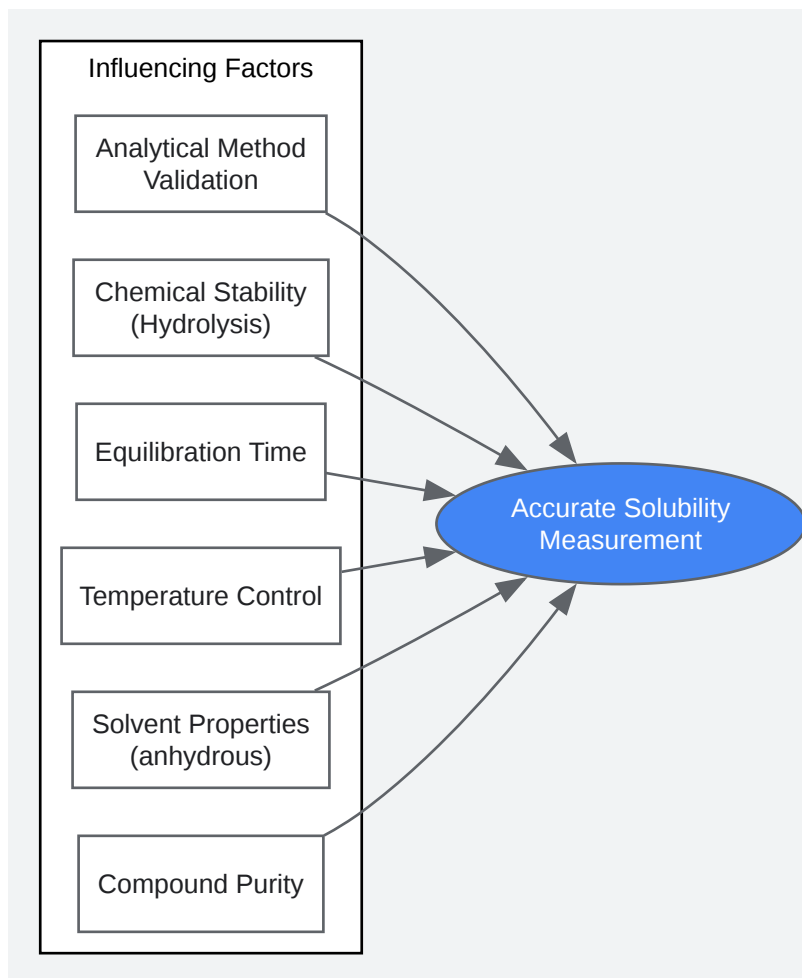 Influencing Factors
Analytical Method
Validation
Chemical Stability
(Hydrolysis)
Equilibration Time
Temperature Control
Solvent Properties
(anhydrous)
Compound Purity
Accurate Solubility
Measurement